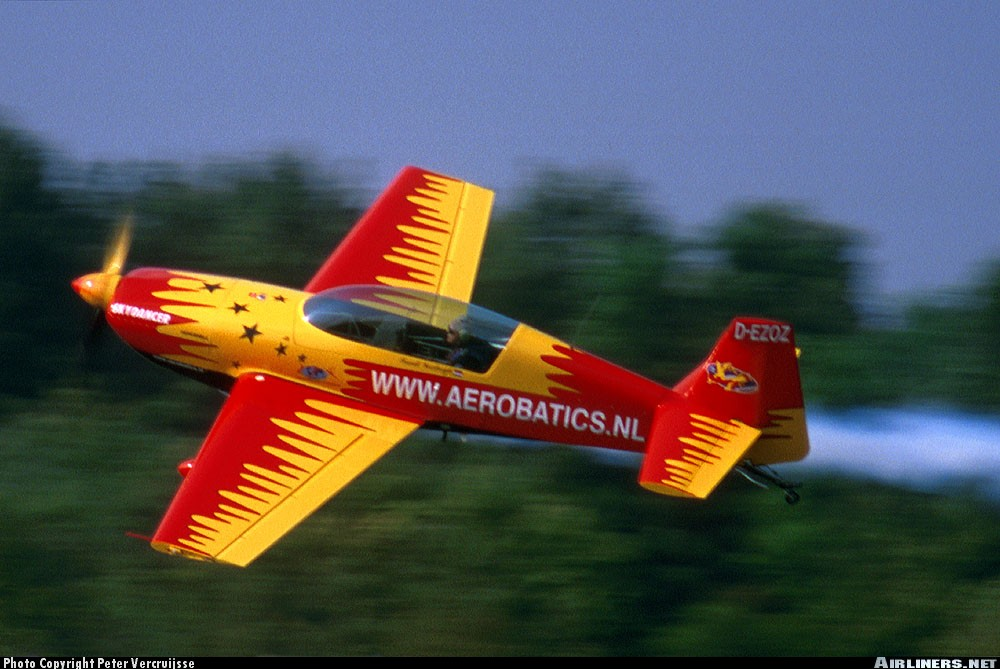 D-EZOZ
SKYDANCER
WWW.AEROBATICS.NL
Photo Copyright Peter Vercruijsse
AIRLINERS.NET